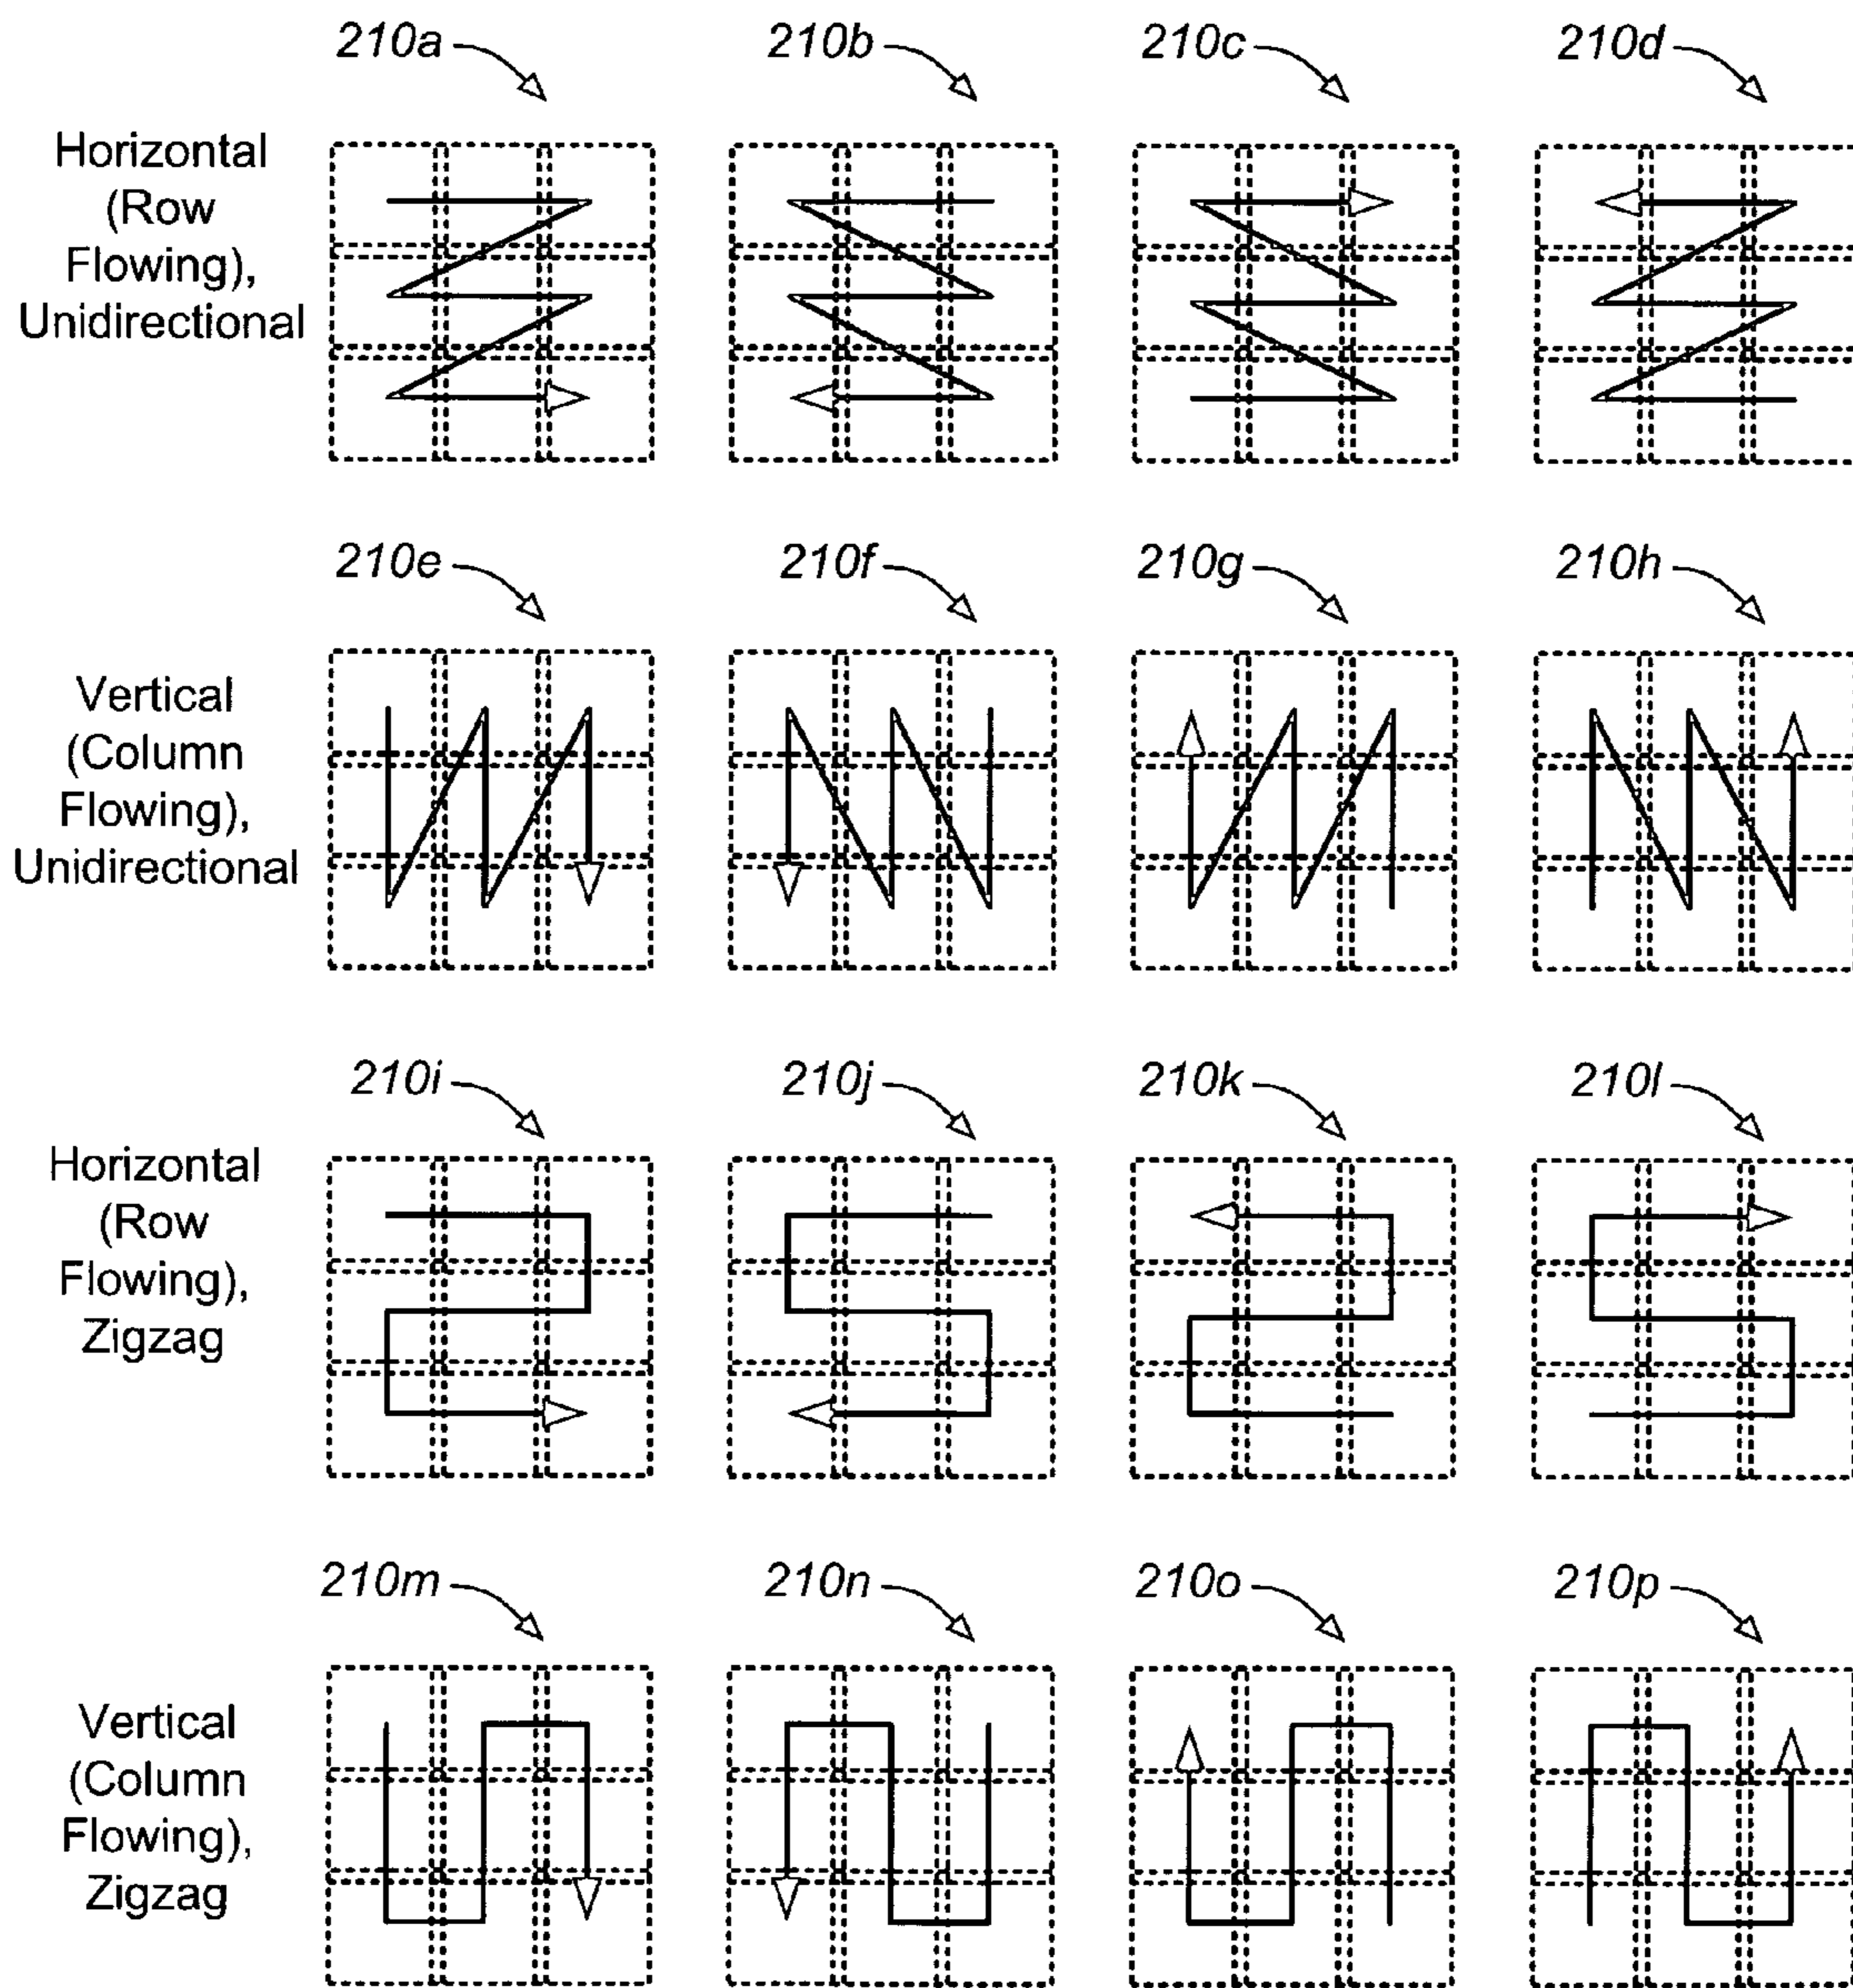 210a 210b 210c 210d
Horizontal
(Row
Flowing),
Unidirectional
210e 210f 210g 210h
Vertical
(Column
Flowing),
Unidirectional
210i 210j 210k 210l
Horizontal
(Row
Flowing),
Zigzag
210m 210n 210o 210p
Vertical
(Column
Flowing),
Zigzag